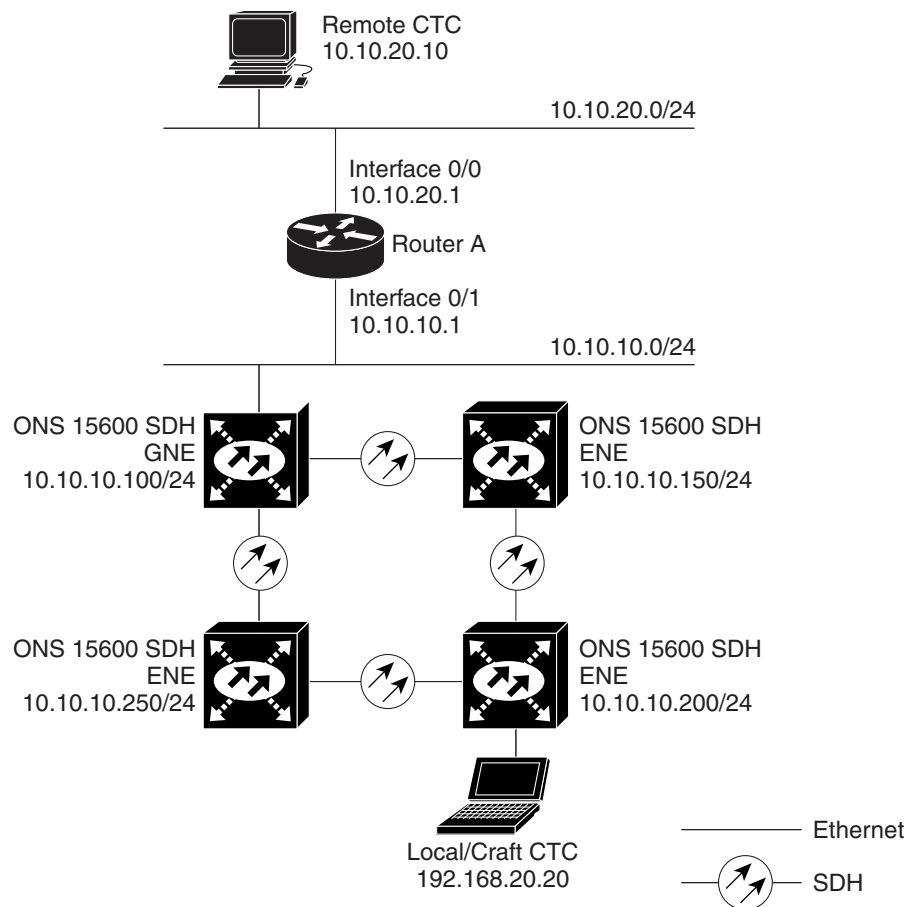 Remote CTC
10.10.20.10
10.10.20.0/24
Interface 0/0
10.10.20.1
Router A
Interface 0/1
10.10.10.1
10.10.10.0/24
ONS 15600 SDH
GNE
10.10.10.100/24
ONS 15600 SDH
ENE
10.10.10.150/24
ONS 15600 SDH
ENE
10.10.10.250/24
ONS 15600 SDH
ENE
10.10.10.200/24
Local/Craft CTC
192.168.20.20
Ethernet
SDH